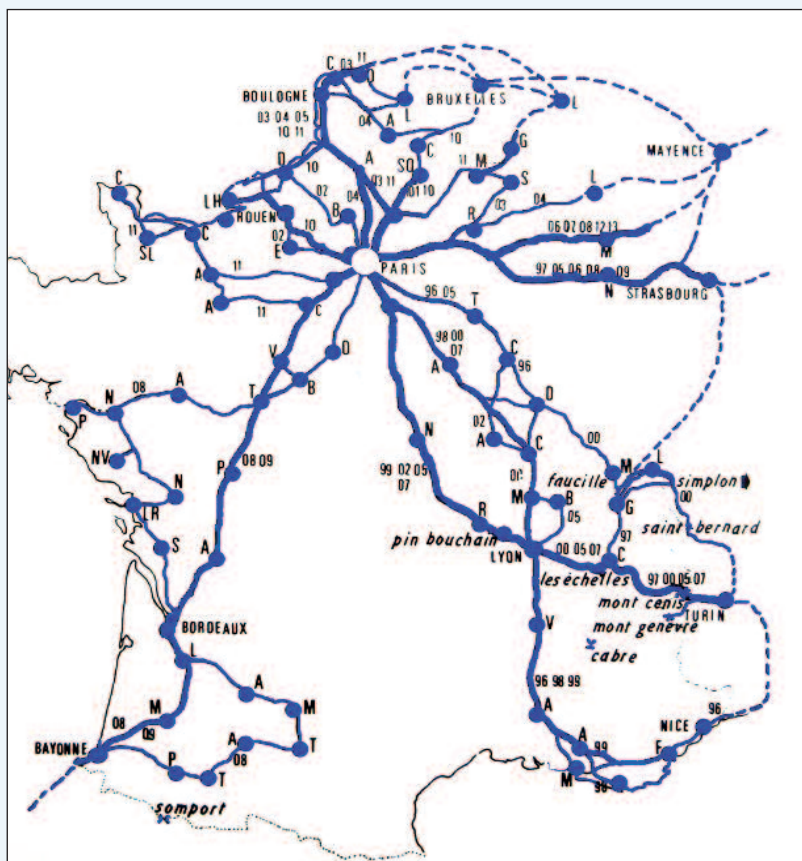 C 03 11 D
BOULOGNE
L
BRUXELLES
L
03 04 05
10 11
04 A
10
C
G
MAYENCE
D 10
A
SQ
M
11
S
C
02
03 11
01 10
L
LH
04
B
03
04
R
ROUEN
11
SL
C
10
02
E
06 07 08 12 13
M
PARIS
A
11
97 05 06 08 09
N
STRASBOURG
A
11
C
96 05
T
98 00
07
V
O
C
A
96
N
08
A
T
B
D
P
02
00
NV
N
A
C
08 09
P
N
99 02 05
07
M
L
faucille
simplon
00
M
B
LR
R
G
05
saint-bernard
pin bouchain
97
S
A
LYON
00 05 07
C
les échelles
97 00 05 07
mont cenis
TURIN
BORDEAUX
V
mont genèvre
cabre
L
A
96 98 99
M
M
A
NICE
96
08
09
A
99
F
BAYONNE
A
T
P
08
T
M
98
somport